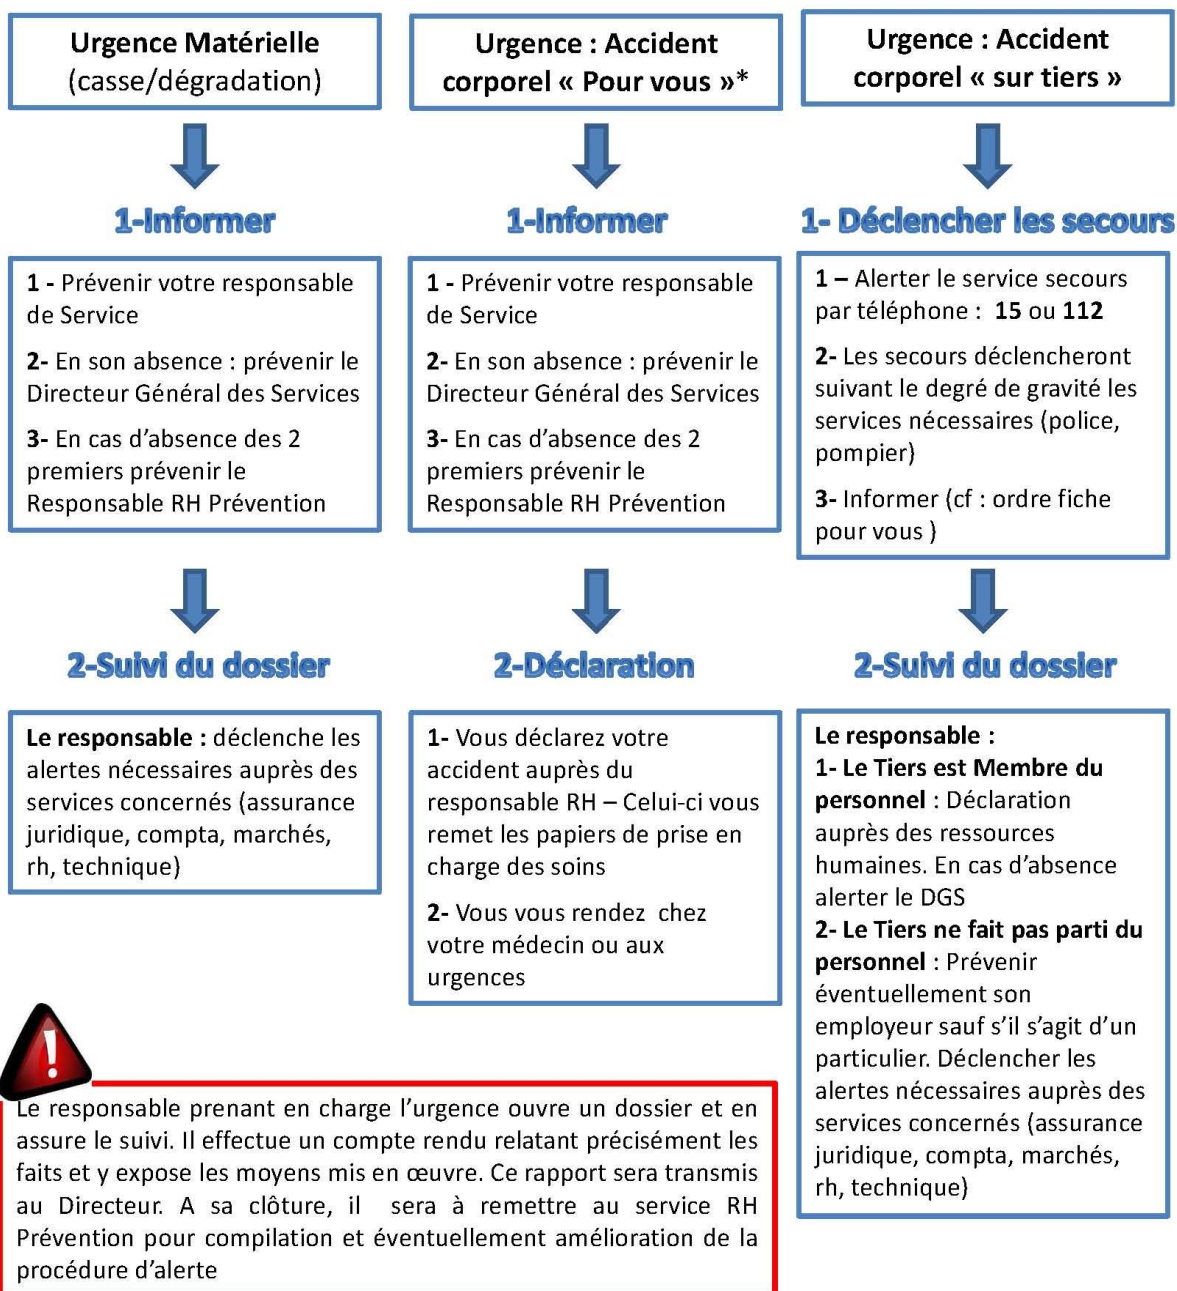 Urgence Matérielle
(casse/dégradation)
1-Informer
1 - Prévenir votre responsable
de Service
2- En son absence : prévenir le
Directeur Général des Services
3- En cas d’absence des 2
premiers prévenir le
Responsable RH Prévention
2-Suivi du dossier
Le responsable : déclenche les
alertes nécessaires auprès des
services concernés (assurance
juridique, compta, marchés,
rh, technique)
Urgence : Accident
corporel « Pour vous »*
1-Informer
1 - Prévenir votre responsable
de Service
2- En son absence : prévenir le
Directeur Général des Services
3- En cas d’absence des 2
premiers prévenir le
Responsable RH Prévention
2-Déclaration
1- Vous déclarez votre
accident auprès du
responsable RH – Celui-ci vous
remet les papiers de prise en
charge des soins
2- Vous vous rendez chez
votre médecin ou aux
urgences
Urgence : Accident
corporel « sur tiers »
1- Déclencher les secours
1 – Alerter le service secours
par téléphone : 15 ou 112
2- Les secours déclencheront
suivant le degré de gravité les
services nécessaires (police,
pompier)
3- Informer (cf : ordre fiche
pour vous )
2-Suivi du dossier
Le responsable :
1- Le Tiers est Membre du
personnel : Déclaration
auprès des ressources
humaines. En cas d’absence
alerter le DGS
2- Le Tiers ne fait pas parti du
personnel : Prévenir
éventuellement son
employeur sauf s’il s’agit d’un
particulier. Déclencher les
alertes nécessaires auprès des
services concernés (assurance
juridique, compta, marchés,
rh, technique)
!
Le responsable prenant en charge l’urgence ouvre un dossier et en
assure le suivi. Il effectue un compte rendu relatant précisément les
faits et y expose les moyens mis en œuvre. Ce rapport sera transmis
au Directeur. A sa clôture, il sera à remettre au service RH
Prévention pour compilation et éventuellement amélioration de la
procédure d’alerte